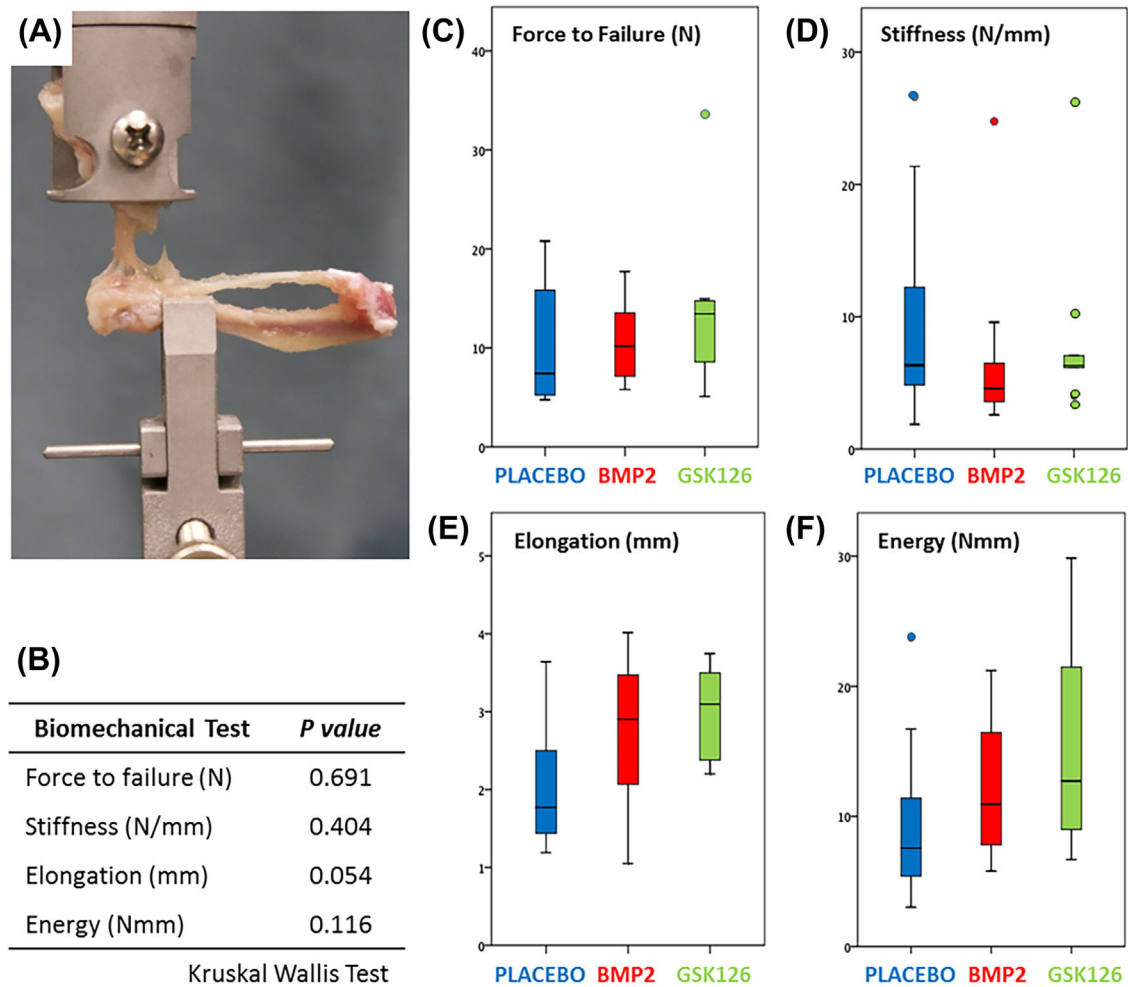 (A)
(B)
Biomechanical Test P value
Force to failure (N) 0.691
Stiffness (N/mm) 0.404
Elongation (mm) 0.054
Energy (Nmm) 0.116
Kruskal Wallis Test
(C)
Force to Failure (N)
40
30
20
10
0
PLACEBO BMP2 GSK126
(D)
Stiffness (N/mm)
30
20
10
0
PLACEBO BMP2 GSK126
(E)
Elongation (mm)
5
4
3
2
1
0
PLACEBO BMP2 GSK126
(F)
Energy (Nmm)
30
20
10
0
PLACEBO BMP2 GSK126